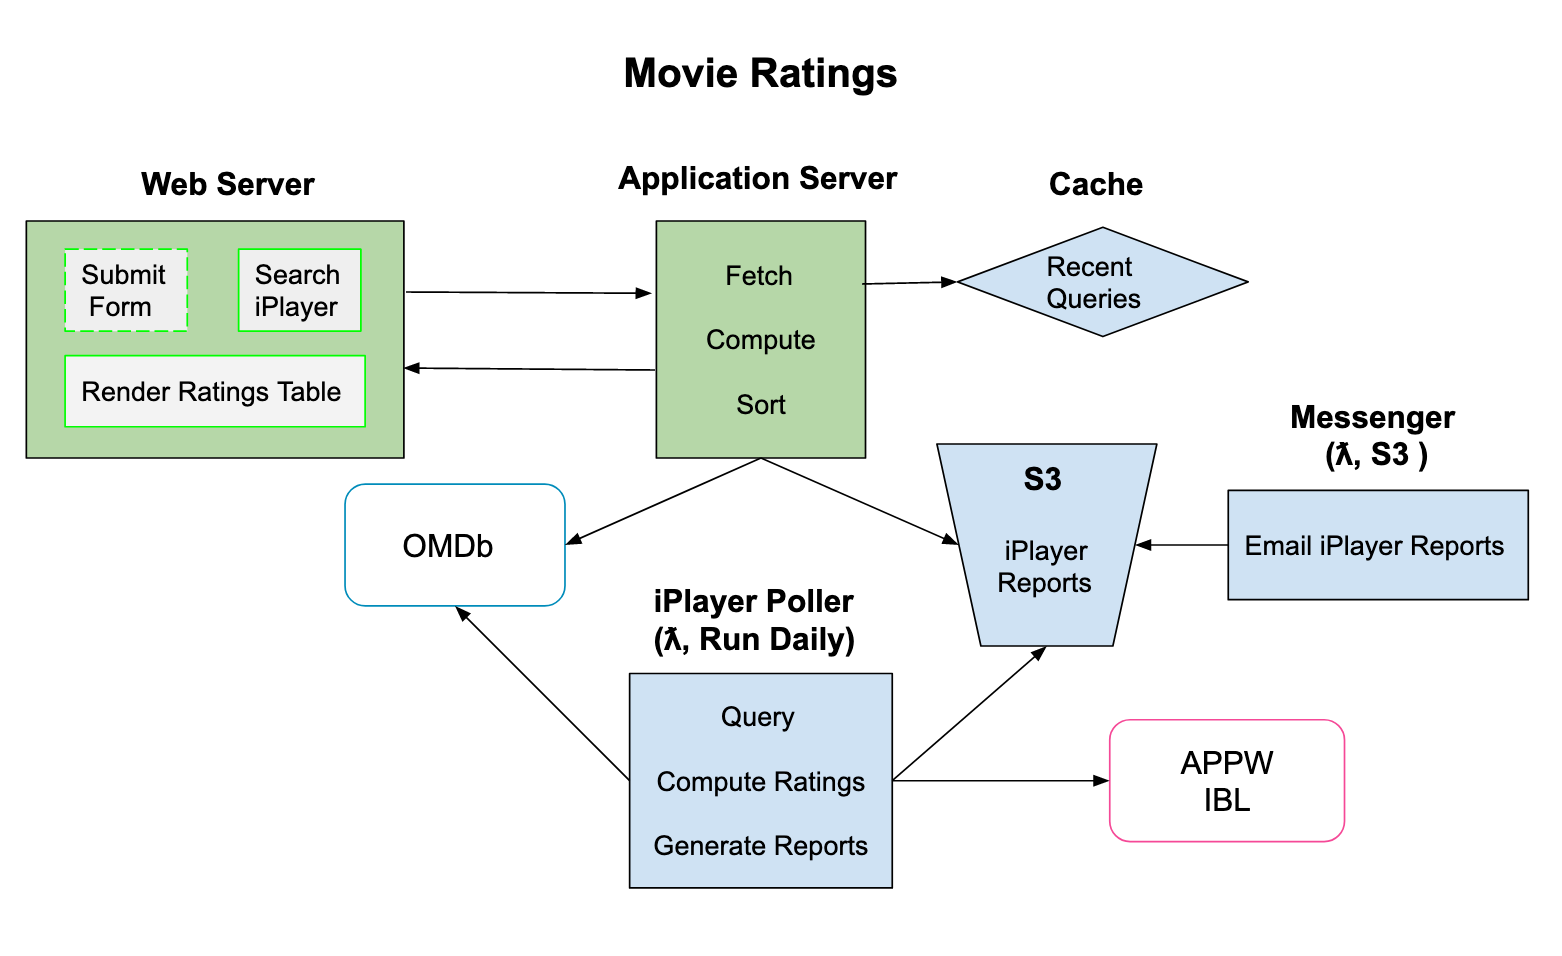 Movie Ratings
Web Server
Submit
Form
Search
iPlayer
Render Ratings Table
Application Server
Fetch
Compute
Sort
Cache
Recent
Queries
OMDb
S3
iPlayer
Reports
Messenger
(ƛ, S3 )
Email iPlayer Reports
iPlayer Poller
(ƛ, Run Daily)
Query
Compute Ratings
Generate Reports
APPW
IBL